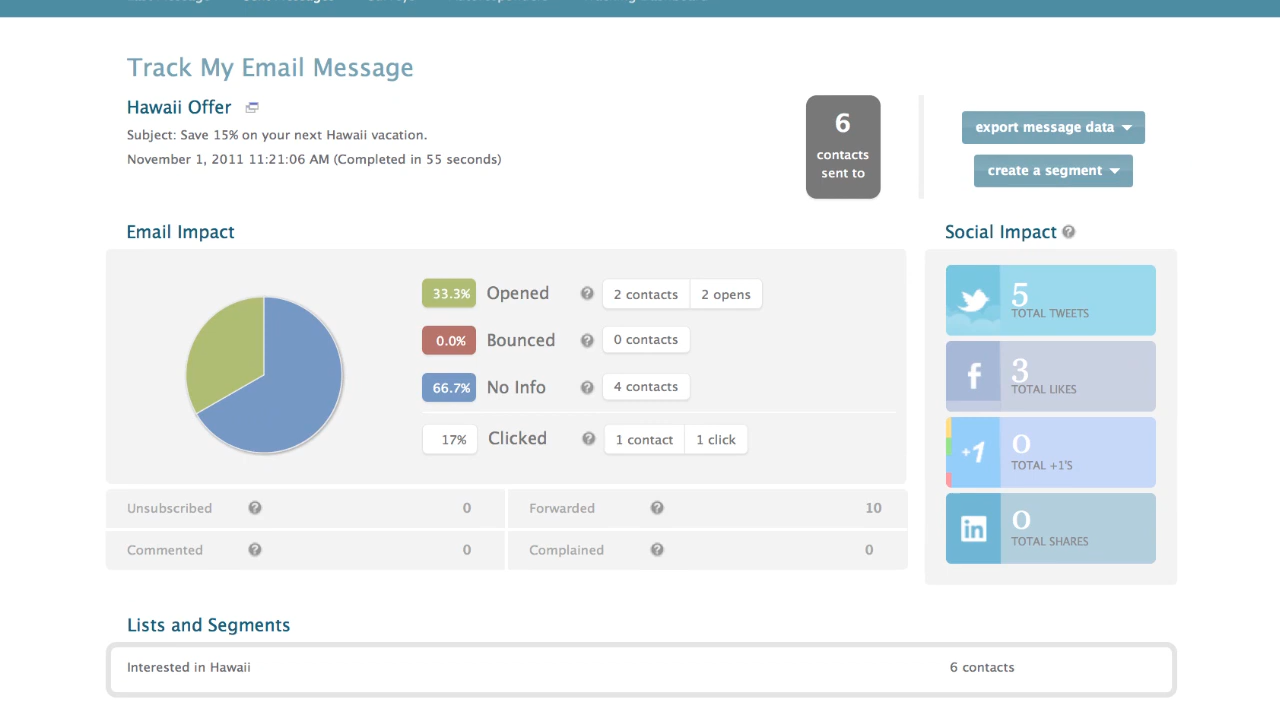 Track My Email Message
Hawaii Offer
Subject: Save 15% on your next Hawaii vacation.
November 1, 2011 11:21:06 AM (Completed in 55 seconds)
6
contacts
sent to
export message data
create a segment
Email Impact
33.3% Opened ? 2 contacts 2 opens
0.0% Bounced ? 0 contacts
66.7% No Info ? 4 contacts
17% Clicked ? 1 contact 1 click
Unsubscribed ? 0 Forwarded ? 10
Commented ? 0 Complained ? 0
Social Impact ?
5
TOTAL TWEETS
f 3
TOTAL LIKES
+1 0
TOTAL +1'S
in 0
TOTAL SHARES
Lists and Segments
Interested in Hawaii 6 contacts